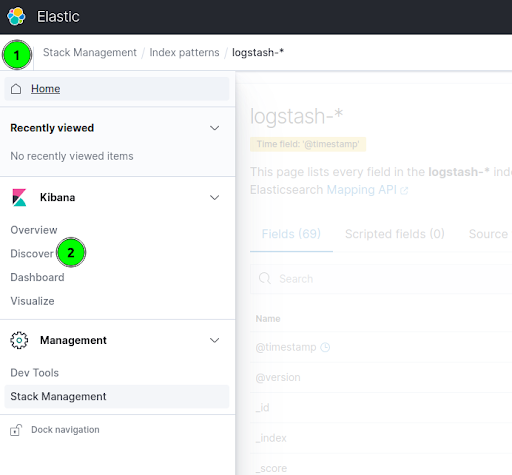 Elastic
1
Stack Management / Index patterns / logstash-*
Home
Recently viewed
No recently viewed items
Kibana
Overview
Discover 2
Dashboard
Visualize
Management
Dev Tools
Stack Management
Dock navigation
logstash-*
Time field: '@timestamp'
This page lists every field in the logstash-* inde
Elasticsearch Mapping API
Fields (69) Scripted fields (0) Source
Search
Name
@timestamp
@version
_id
_index
_score